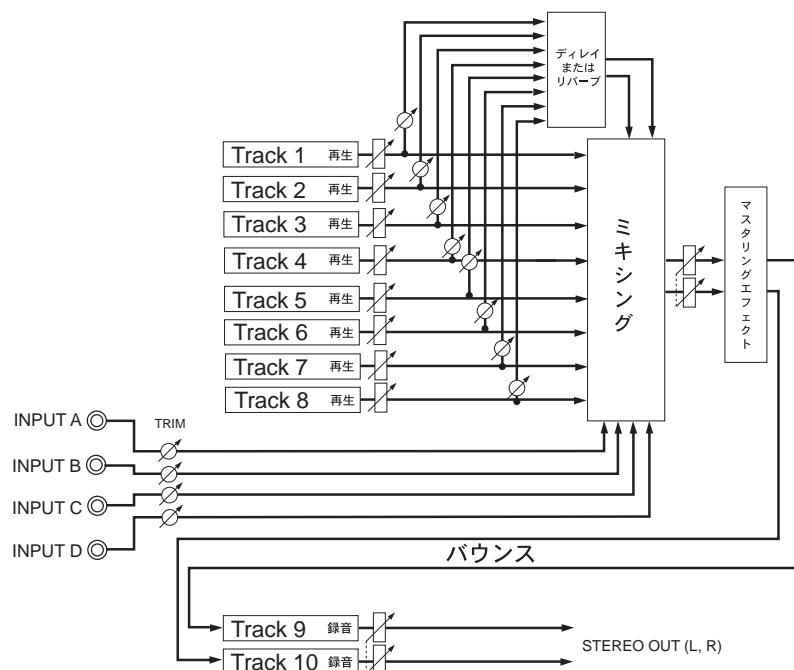 ディレイ
または
リバーブ
Track 1 再生
Track 2 再生
Track 3 再生
Track 4 再生
Track 5 再生
Track 6 再生
Track 7 再生
Track 8 再生
ミキシング
マスタリングエフェクト
INPUT A
TRIM
INPUT B
INPUT C
INPUT D
バウンス
Track 9 録音
Track 10 録音
STEREO OUT (L, R)